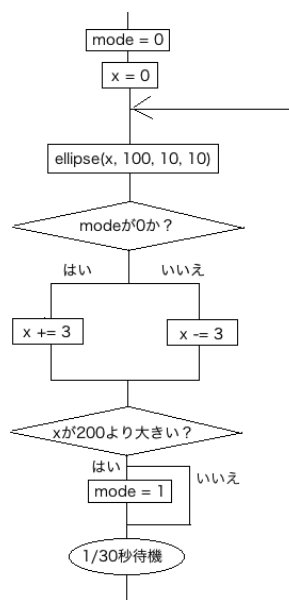 mode = 0
x = 0
ellipse(x, 100, 10, 10)
modeが0か？
はい
いいえ
x += 3
x -= 3
xが200より大きい？
はい
いいえ
mode = 1
1/30秒待機